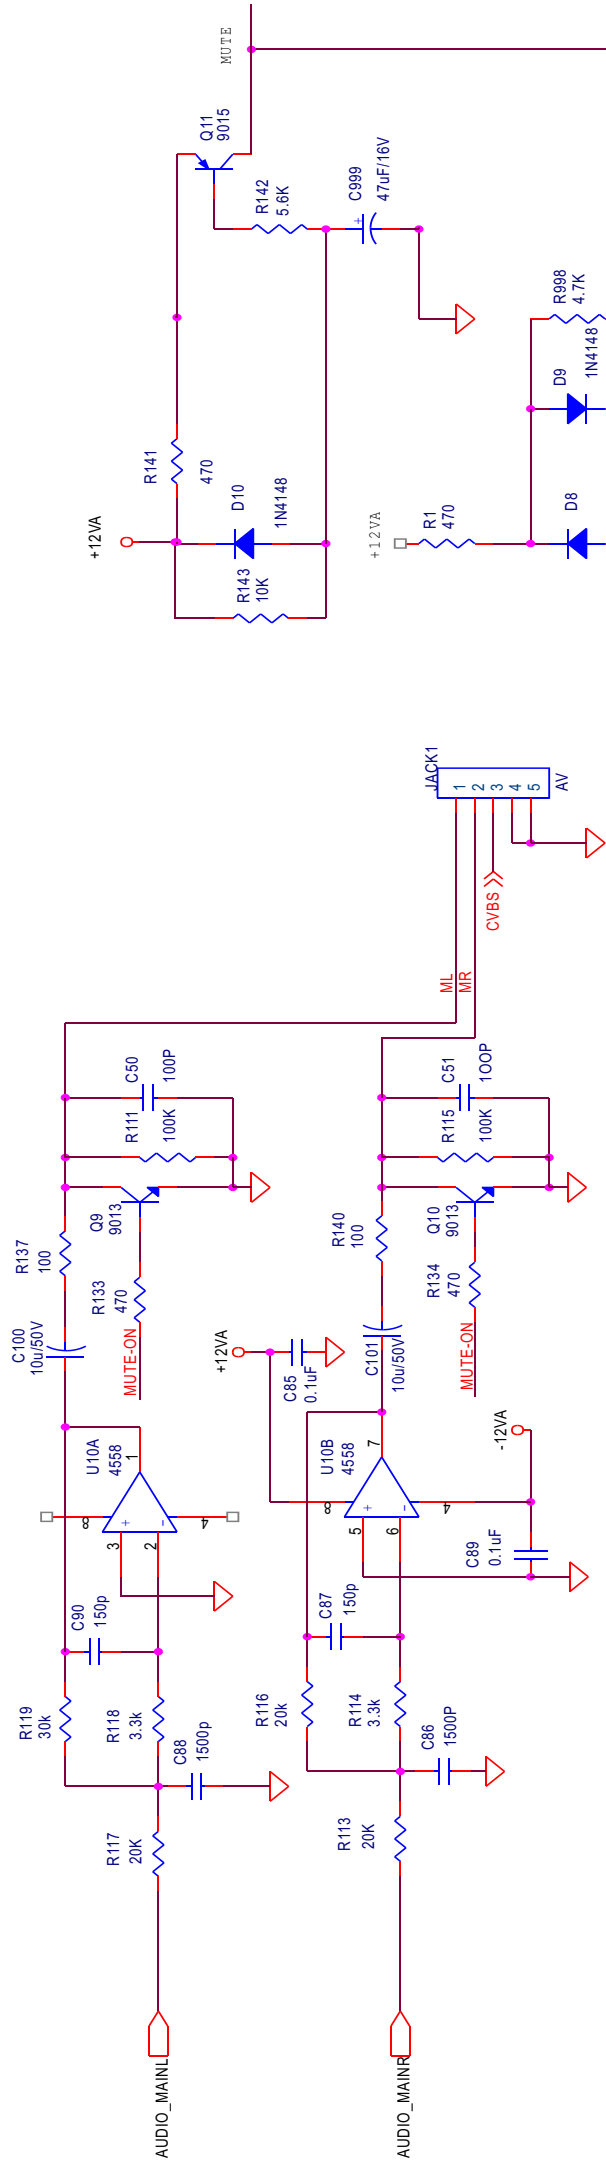 MUTE
Q11
9015
R142
5.6K
C999
+
47uF/16V
R141
470
+12VA
D10
1N4148
R143
10K
R998
4.7K
D9
1N4148
+12VA
R1
470
D8
JACK1
1
2
3
4
5
AV
CVBS
ML
MR
C50
100P
R111
100K
Q9
9013
R137
100
R133
470
MUTE-ON
C100
10u/50V
U10A
4558
1
8
4
+
-
3
2
C90
150p
R119
30k
R118
3.3k
C88
1500p
R117
20K
AUDIO_MAINL
C51
1OOP
R115
100K
Q10
9013
R140
100
R134
470
MUTE-ON
+12VA
C85
0.1uF
C101
10u/50V
U10B
4558
7
8
4
+
-
5
6
-12VA
C89
0.1uF
C87
150p
R116
20k
R114
3.3k
C86
1500P
R113
20K
AUDIO_MAINR